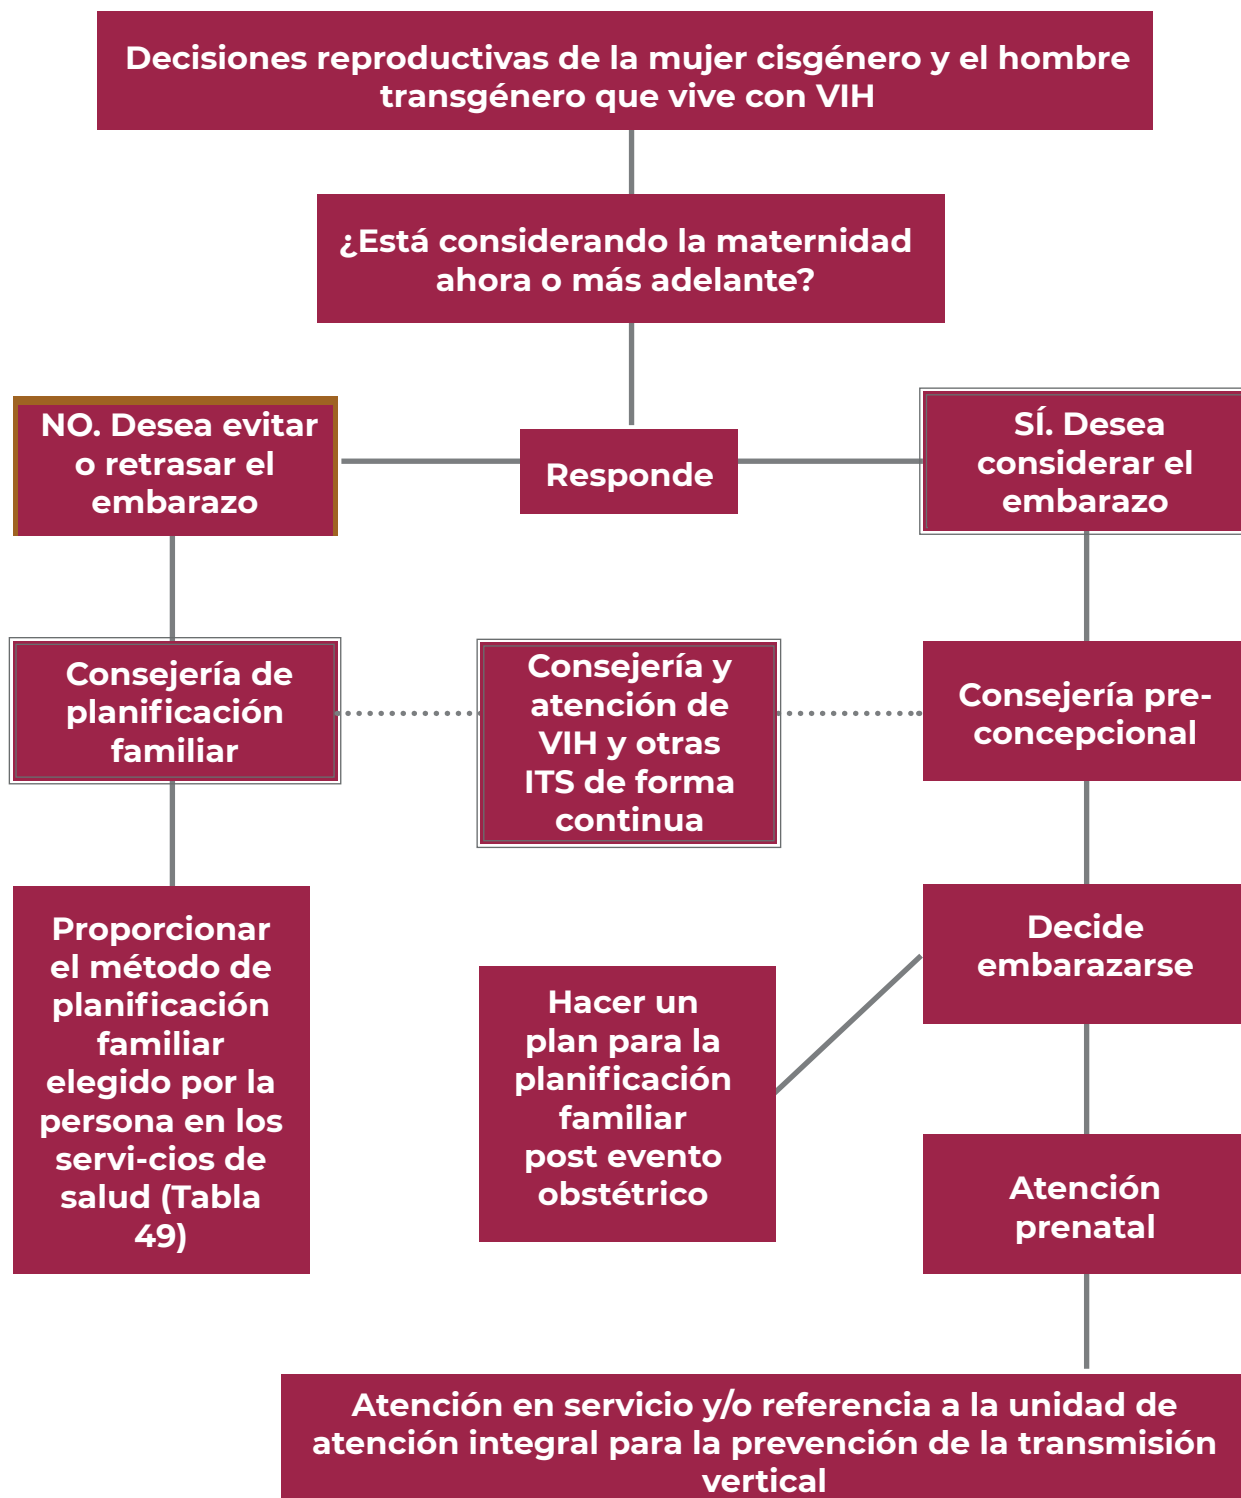 Decisiones reproductivas de la mujer cisgénero y el hombre
transgénero que vive con VIH
¿Está considerando la maternidad
ahora o más adelante?
NO. Desea evitar
o retrasar el
embarazo
Responde
SÍ. Desea
considerar el
embarazo
Consejería de
planificación
familiar
Consejería y
atención de
VIH y otras
ITS de forma
continua
Consejería pre-
concepcional
Proporcionar
el método de
planificación
familiar
elegido por la
persona en los
servi-cios de
salud (Tabla
49)
Hacer un
plan para la
planificación
familiar
post evento
obstétrico
Decide
embarazarse
Atención
prenatal
Atención en servicio y/o referencia a la unidad de
atención integral para la prevención de la transmisión
vertical